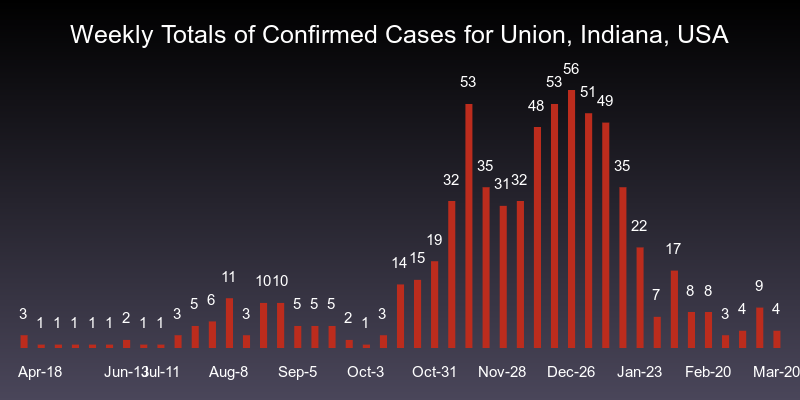 Weekly Totals of Confirmed Cases for Union, Indiana, USA
3 1 1 1 1 1 2 1 1 3 5 6 11 3 10 10 5 5 5 2 1 3 14 15 19 32 53 35 31 32 48 53 56 51 49 35 22 7 17 8 8 3 4 9 4
Apr-18 Jun-13 Jul-11 Aug-8 Sep-5 Oct-3 Oct-31 Nov-28 Dec-26 Jan-23 Feb-20 Mar-20